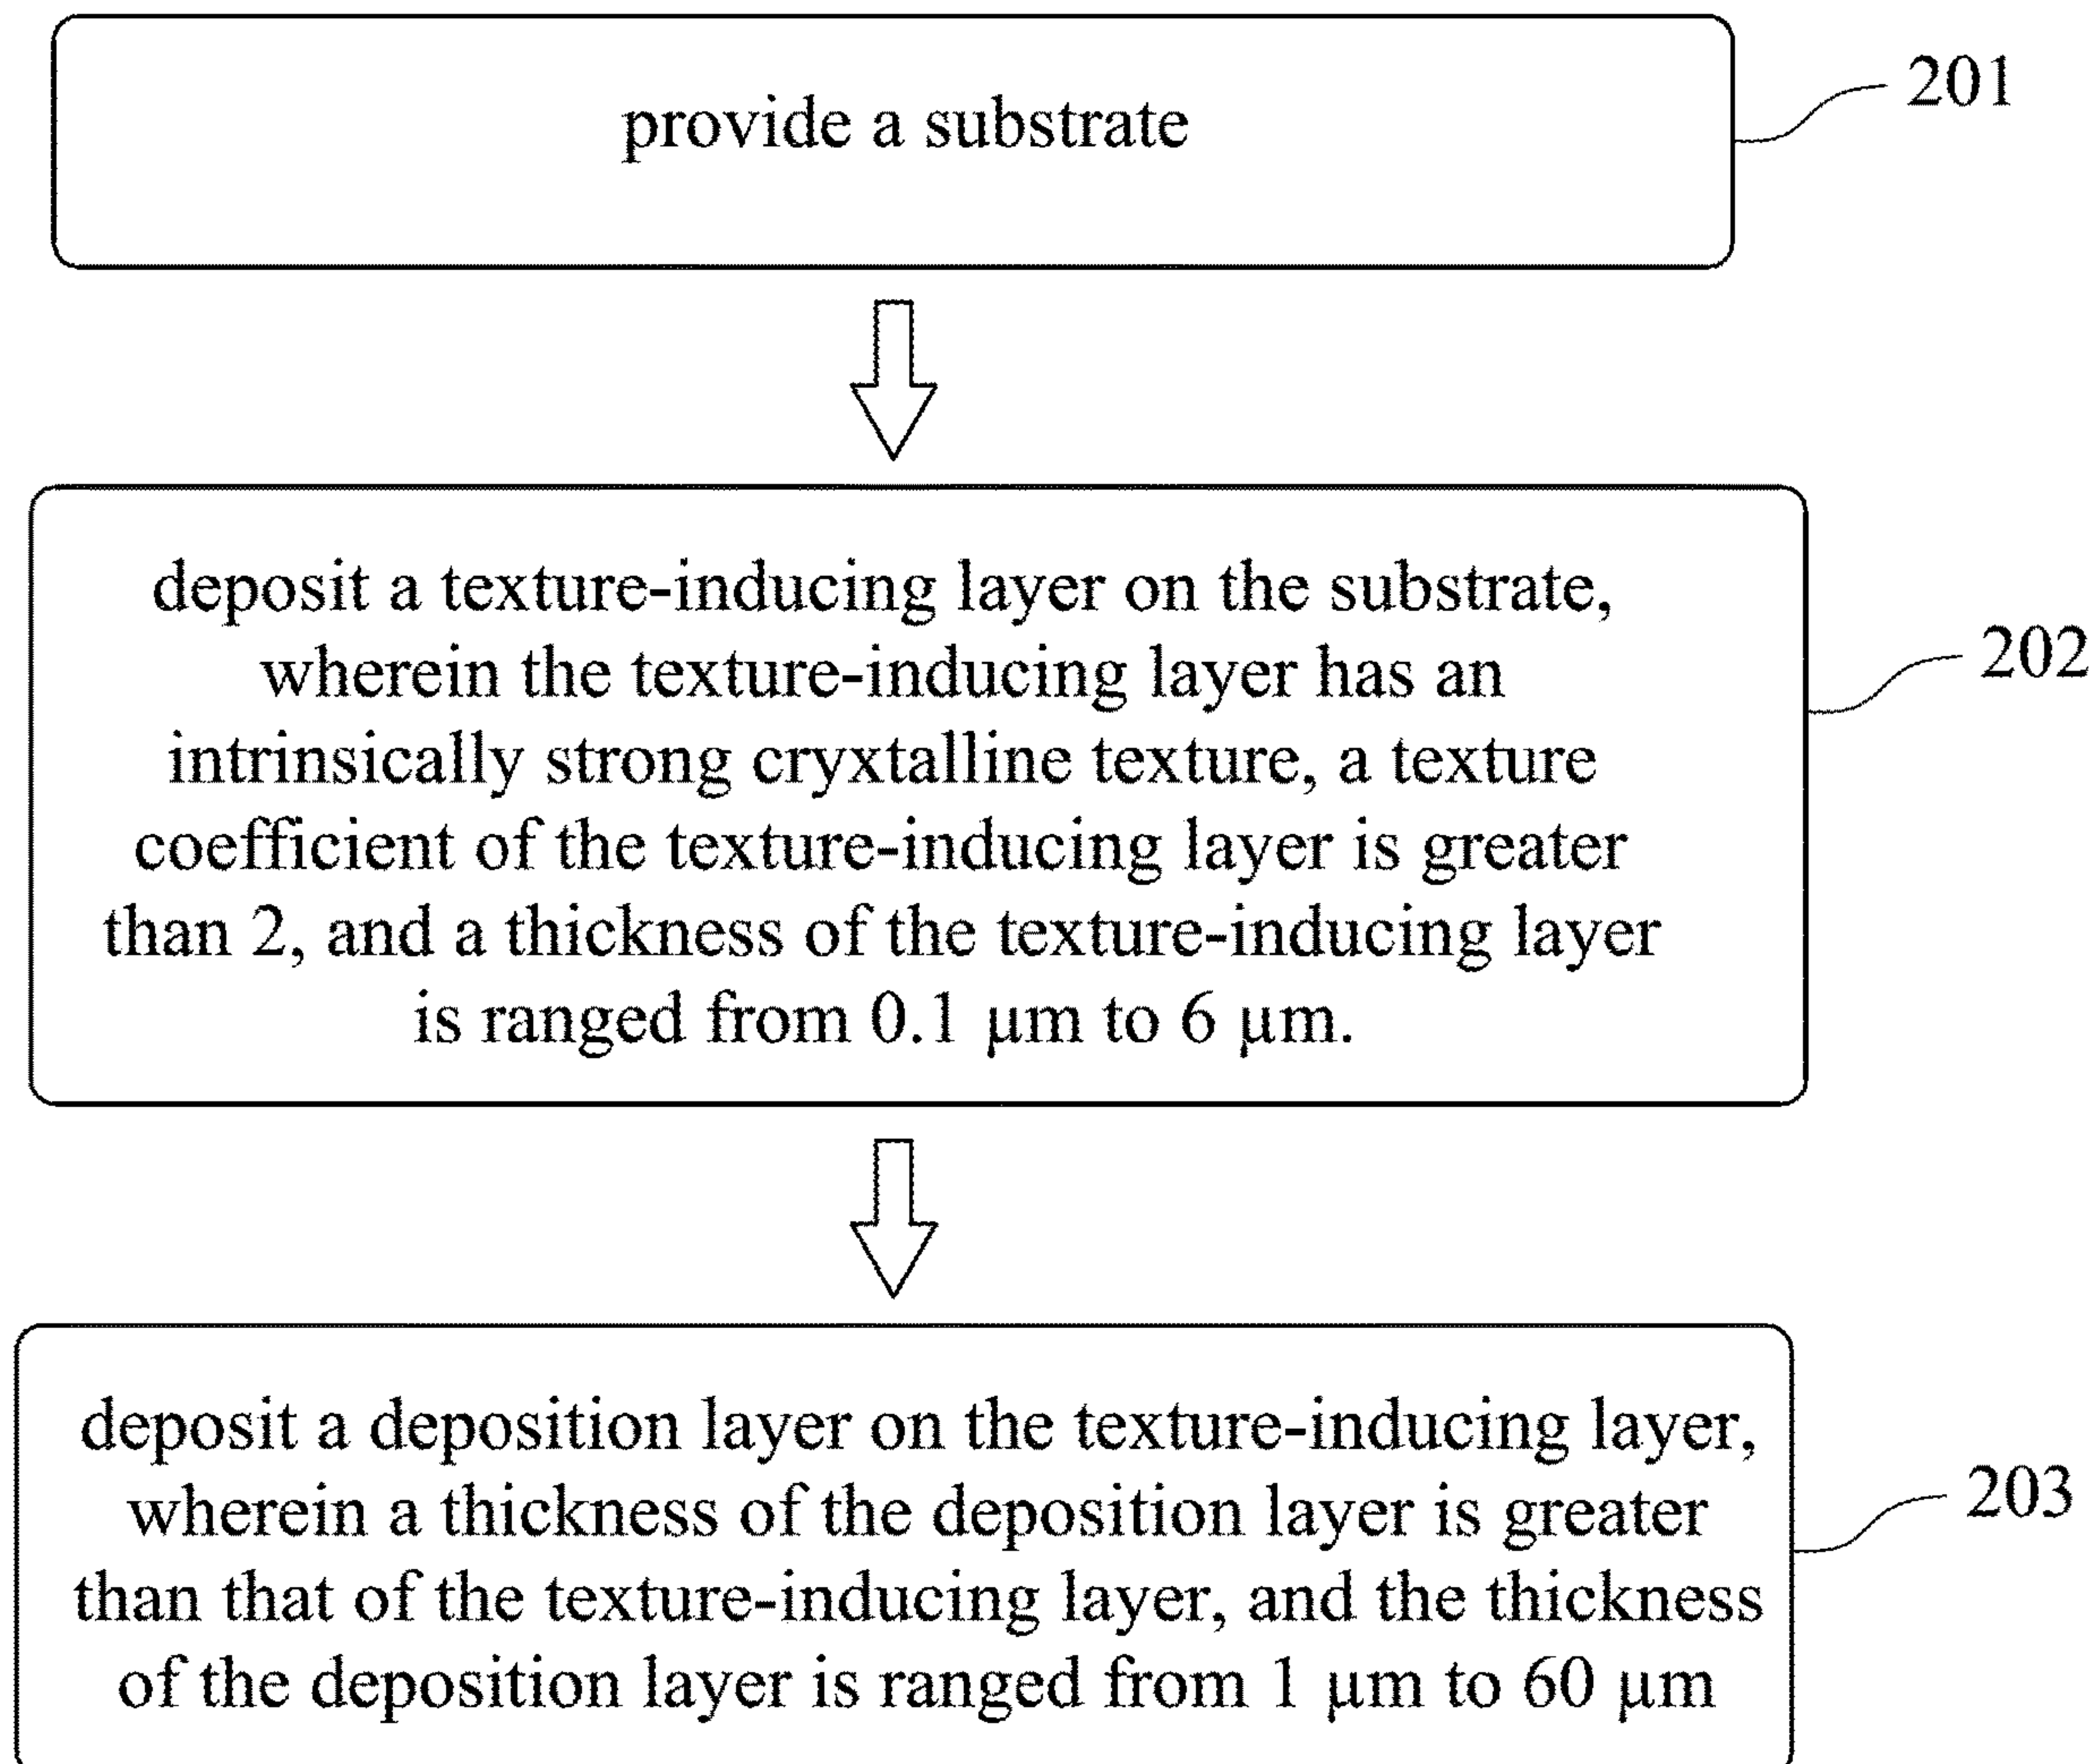 provide a substrate
201
deposit a texture-inducing layer on the substrate,
wherein the texture-inducing layer has an
intrinsically strong cryxtalline texture, a texture
coefficient of the texture-inducing layer is greater
than 2, and a thickness of the texture-inducing layer
is ranged from 0.1 μm to 6 μm.
202
deposit a deposition layer on the texture-inducing layer,
wherein a thickness of the deposition layer is greater
than that of the texture-inducing layer, and the thickness
of the deposition layer is ranged from 1 μm to 60 μm
203